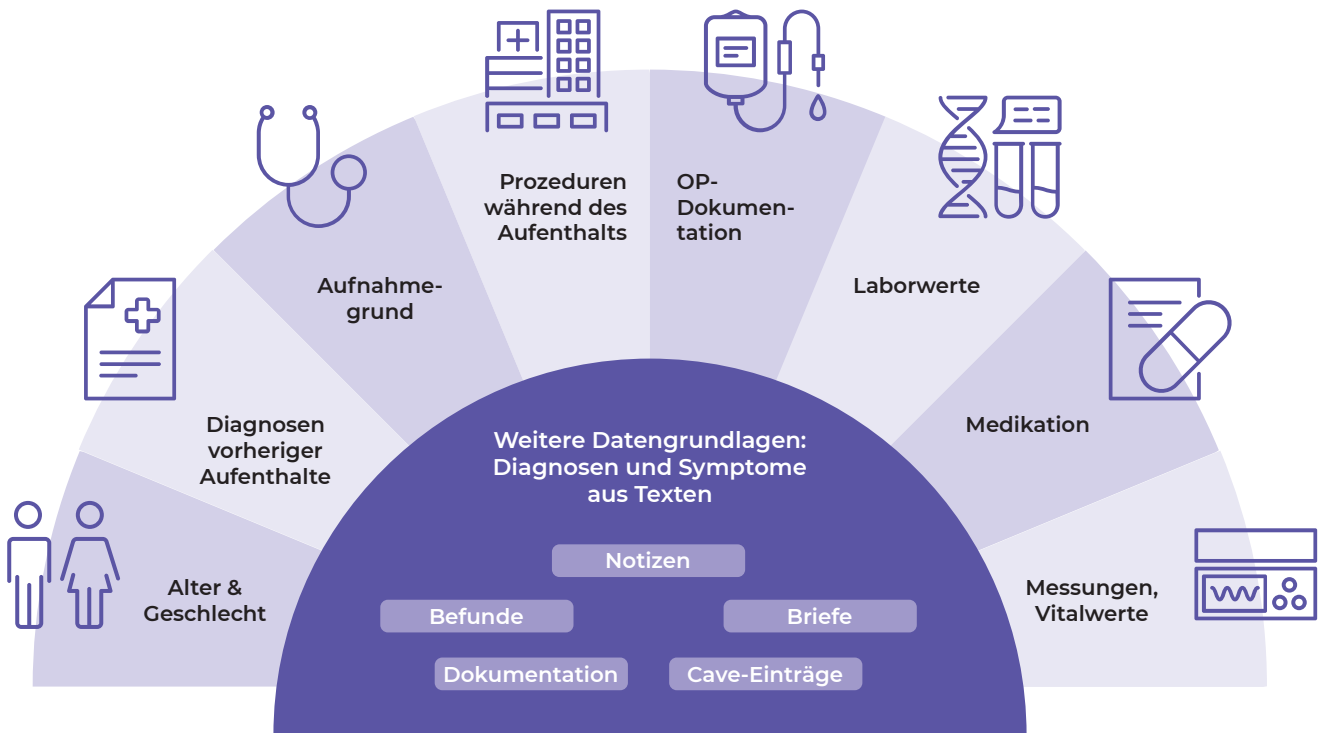 Prozeduren
während des
Aufenthalts
OP-
Dokumen-
tation
Aufnahme-
grund
Laborwerte
Diagnosen
vorheriger
Aufenthalte
Medikation
Alter &
Geschlecht
Messungen,
Vitalwerte
Weitere Datengrundlagen:
Diagnosen und Symptome
aus Texten
Notizen
Befunde
Briefe
Dokumentation
Cave-Einträge